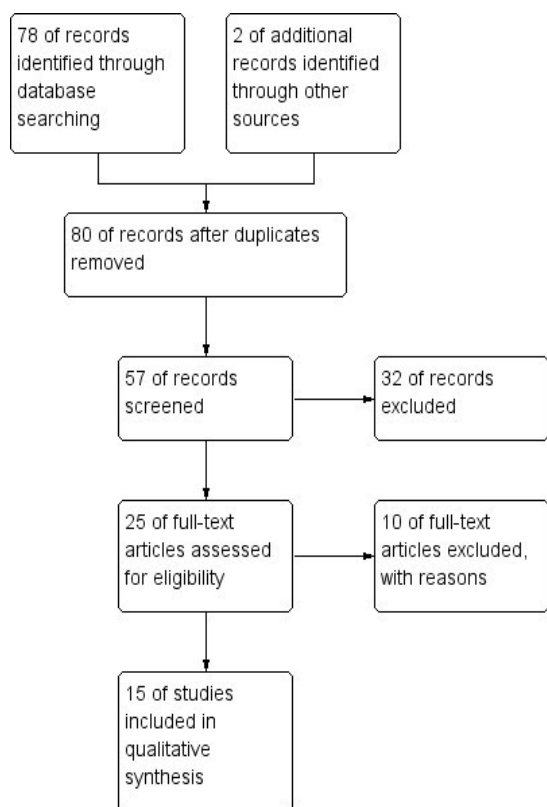 78 of records
identified through
database
searching
2 of additional
records identified
through other
sources
80 of records after duplicates
removed
57 of records
screened
32 of records
excluded
25 of full-text
articles assessed
for eligibility
10 of full-text
articles excluded,
with reasons
15 of studies
included in
qualitative
synthesis